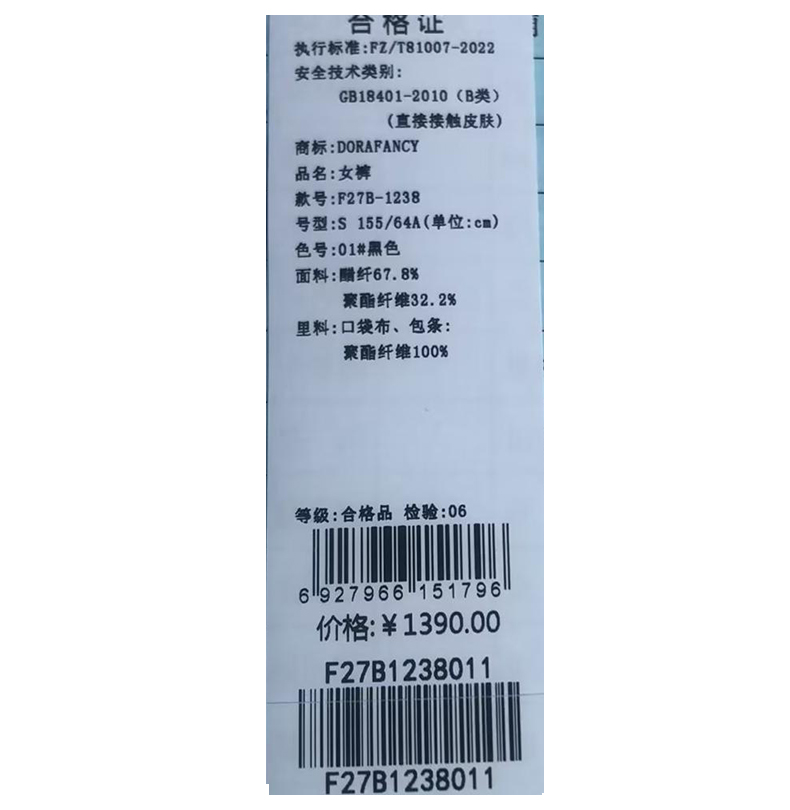 合格证
执行标准:FZ/T81007-2022
安全技术类别:
GB18401-2010（B类）
(直接接触皮肤)
商标:DORAFANCY
品名:女裤
款号:F27B-1238
号型:S 155/64A(单位:cm)
色号:01#黑色
面料:醋纤67.8%
聚酯纤维32.2%
里料:口袋布、包条:
聚酯纤维100%
等级:合格品 检验:06
6 927966 151796
价格:￥1390.00
F27B1238011
F27B1238011